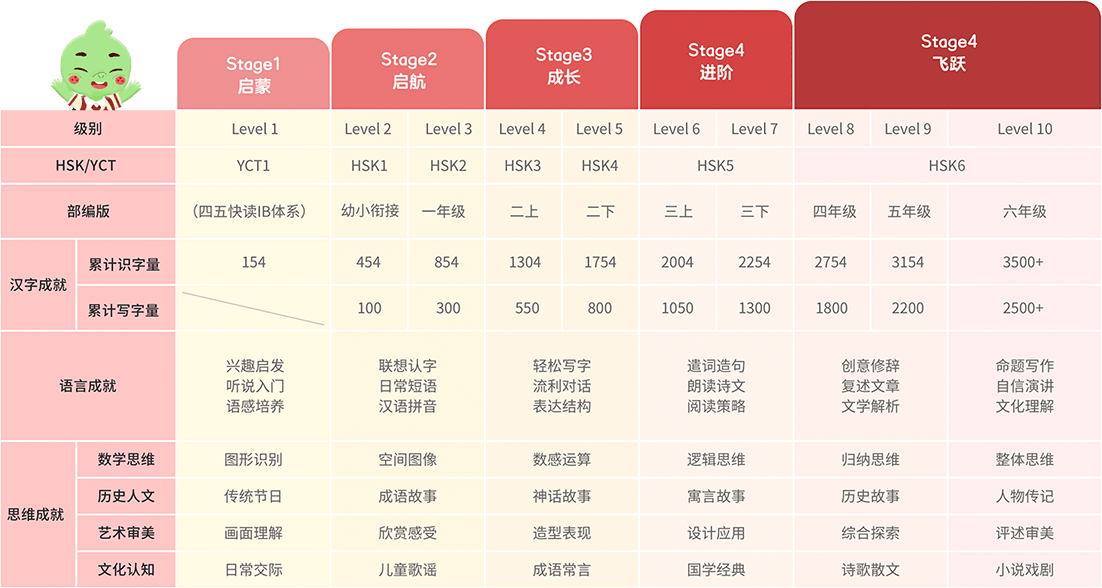 Stage1
启蒙
Stage2
启航
Stage3
成长
Stage4
进阶
Stage4
飞跃
级别 Level 1 Level 2 Level 3 Level 4 Level 5 Level 6 Level 7 Level 8 Level 9 Level 10
HSK/YCT YCT1 HSK1 HSK2 HSK3 HSK4 HSK5 HSK6
部编版 （四五快读IB体系） 幼小衔接 一年级 二上 二下 三上 三下 四年级 五年级 六年级
汉字成就
累计识字量 154 454 854 1304 1754 2004 2254 2754 3154 3500+
累计写字量 100 300 550 800 1050 1300 1800 2200 2500+
语言成就
兴趣启发 联想认字 轻松写字 遣词造句 创意修辞 命题写作
听说入门 日常短语 流利对话 朗读诗文 复述文章 自信演讲
语感培养 汉语拼音 表达结构 阅读策略 文学解析 文化理解
思维成就
数学思维 图形识别 空间图像 数感运算 逻辑思维 归纳思维 整体思维
历史人文 传统节日 成语故事 神话故事 寓言故事 历史故事 人物传记
艺术审美 画面理解 欣赏感受 造型表现 设计应用 综合探索 评述审美
文化认知 日常交际 儿童歌谣 成语常言 国学经典 诗歌散文 小说戏剧